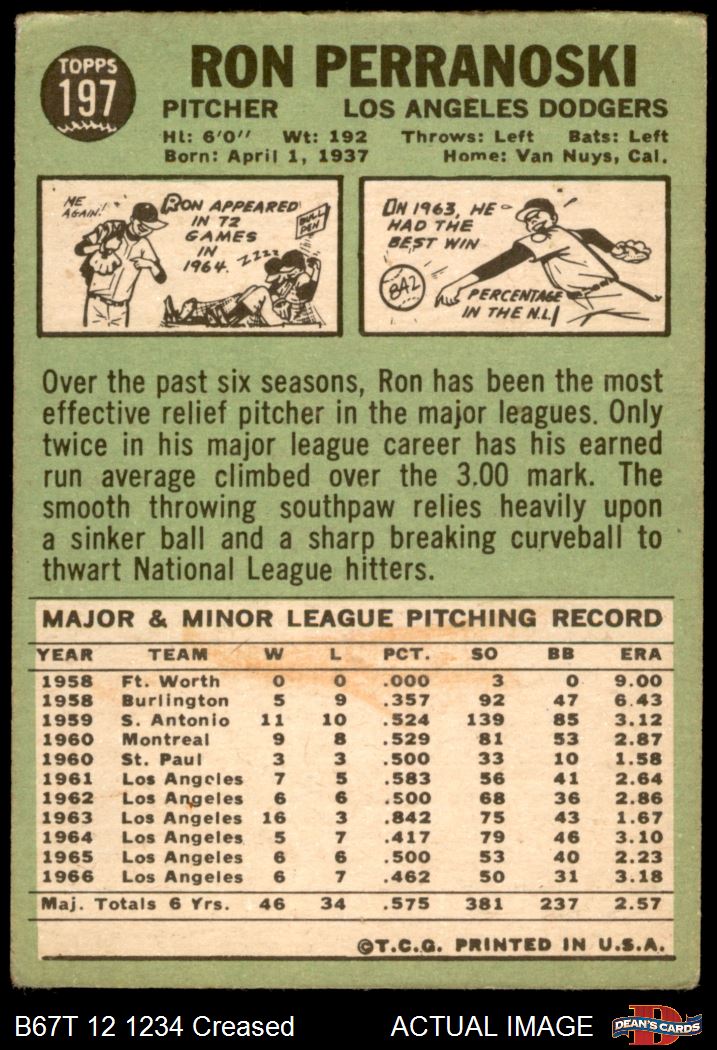 TOPPS
197
RON PERRANOSKI
PITCHER LOS ANGELES DODGERS
Ht: 6'0" Wt: 192 Throws: Left Bats: Left
Born: April 1, 1937 Home: Van Nuys, Cal.
ME AGAIN!
RON APPEARED
IN 72
GAMES
IN
1964.
ZZZZ
BULL PEN
ON 1963, HE
HAD THE
BEST WIN
842
PERCENTAGE
IN THE N.L.!
Over the past six seasons, Ron has been the most
effective relief pitcher in the major leagues. Only
twice in his major league career has his earned
run average climbed over the 3.00 mark. The
smooth throwing southpaw relies heavily upon
a sinker ball and a sharp breaking curveball to
thwart National League hitters.
MAJOR & MINOR LEAGUE PITCHING RECORD
YEAR TEAM W L PCT. SO BB ERA
1958 Ft. Worth 0 0 .000 3 0 9.00
1958 Burlington 5 9 .357 92 47 6.43
1959 S. Antonio 11 10 .524 139 85 3.12
1960 Montreal 9 8 .529 81 53 2.87
1960 St. Paul 3 3 .500 33 10 1.58
1961 Los Angeles 7 5 .583 56 41 2.64
1962 Los Angeles 6 6 .500 68 36 2.86
1963 Los Angeles 16 3 .842 75 43 1.67
1964 Los Angeles 5 7 .417 79 46 3.10
1965 Los Angeles 6 6 .500 53 40 2.23
1966 Los Angeles 6 7 .462 50 31 3.18
Maj. Totals 6 Yrs. 46 34 .575 381 237 2.57
©T.C.G. PRINTED IN U.S.A.
B67T 12 1234 Creased ACTUAL IMAGE
DEAN'S CARDS